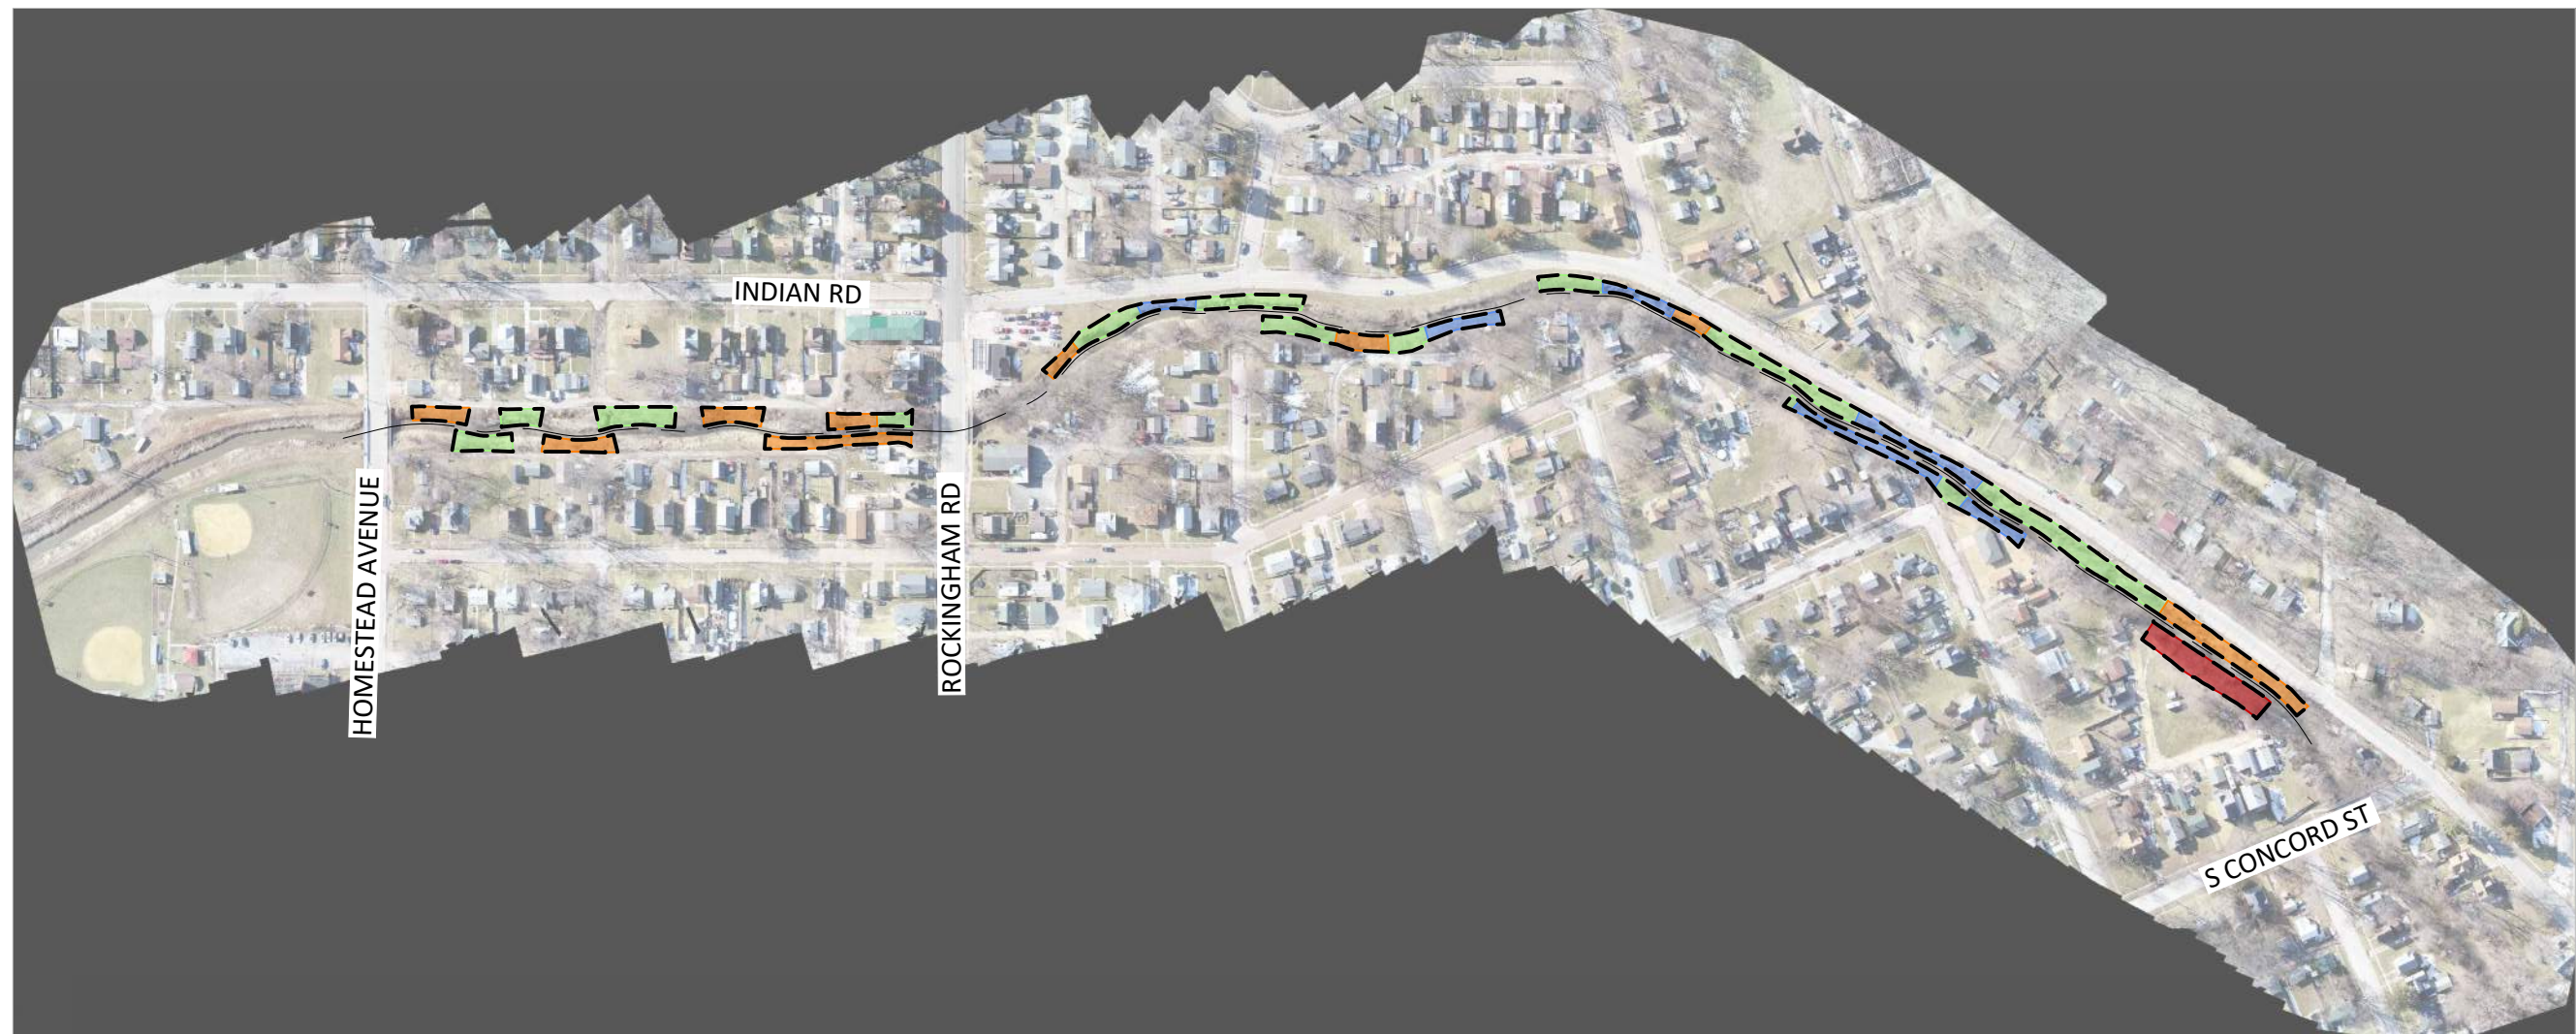 INDIAN RD
HOMESTEAD AVENUE
ROCKINGHAM RD
S CONCORD ST